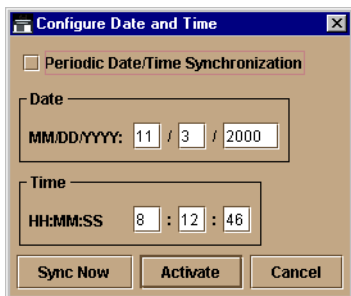 Configure Date and Time
Periodic Date/Time Synchronization
Date
MM/DD/YYYY: 11 / 3 / 2000
Time
HH:MM:SS 8 : 12 : 46
Sync Now Activate Cancel